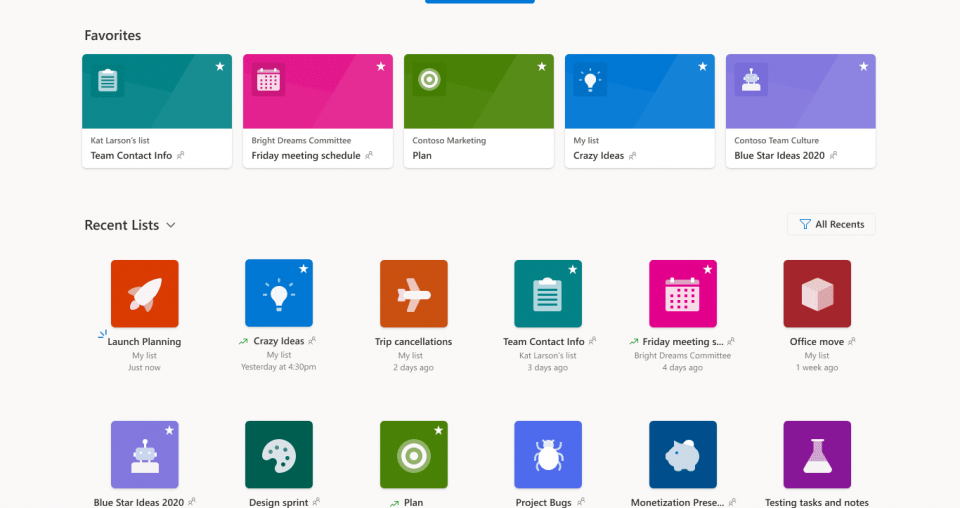 Favorites
Kat Larson's list
Team Contact Info
Bright Dreams Committee
Friday meeting schedule
Contoso Marketing
Plan
My list
Crazy Ideas
Contoso Team Culture
Blue Star Ideas 2020
Recent Lists
All Recents
Launch Planning
My list
Just now
Crazy Ideas
My list
Yesterday at 4:30pm
Trip cancellations
My list
2 days ago
Team Contact Info
Kat Larson's list
3 days ago
Friday meeting s...
Bright Dreams Committee
4 days ago
Office move
My list
1 week ago
Blue Star Ideas 2020
Design sprint
Plan
Project Bugs
Monetization Prese...
Testing tasks and notes